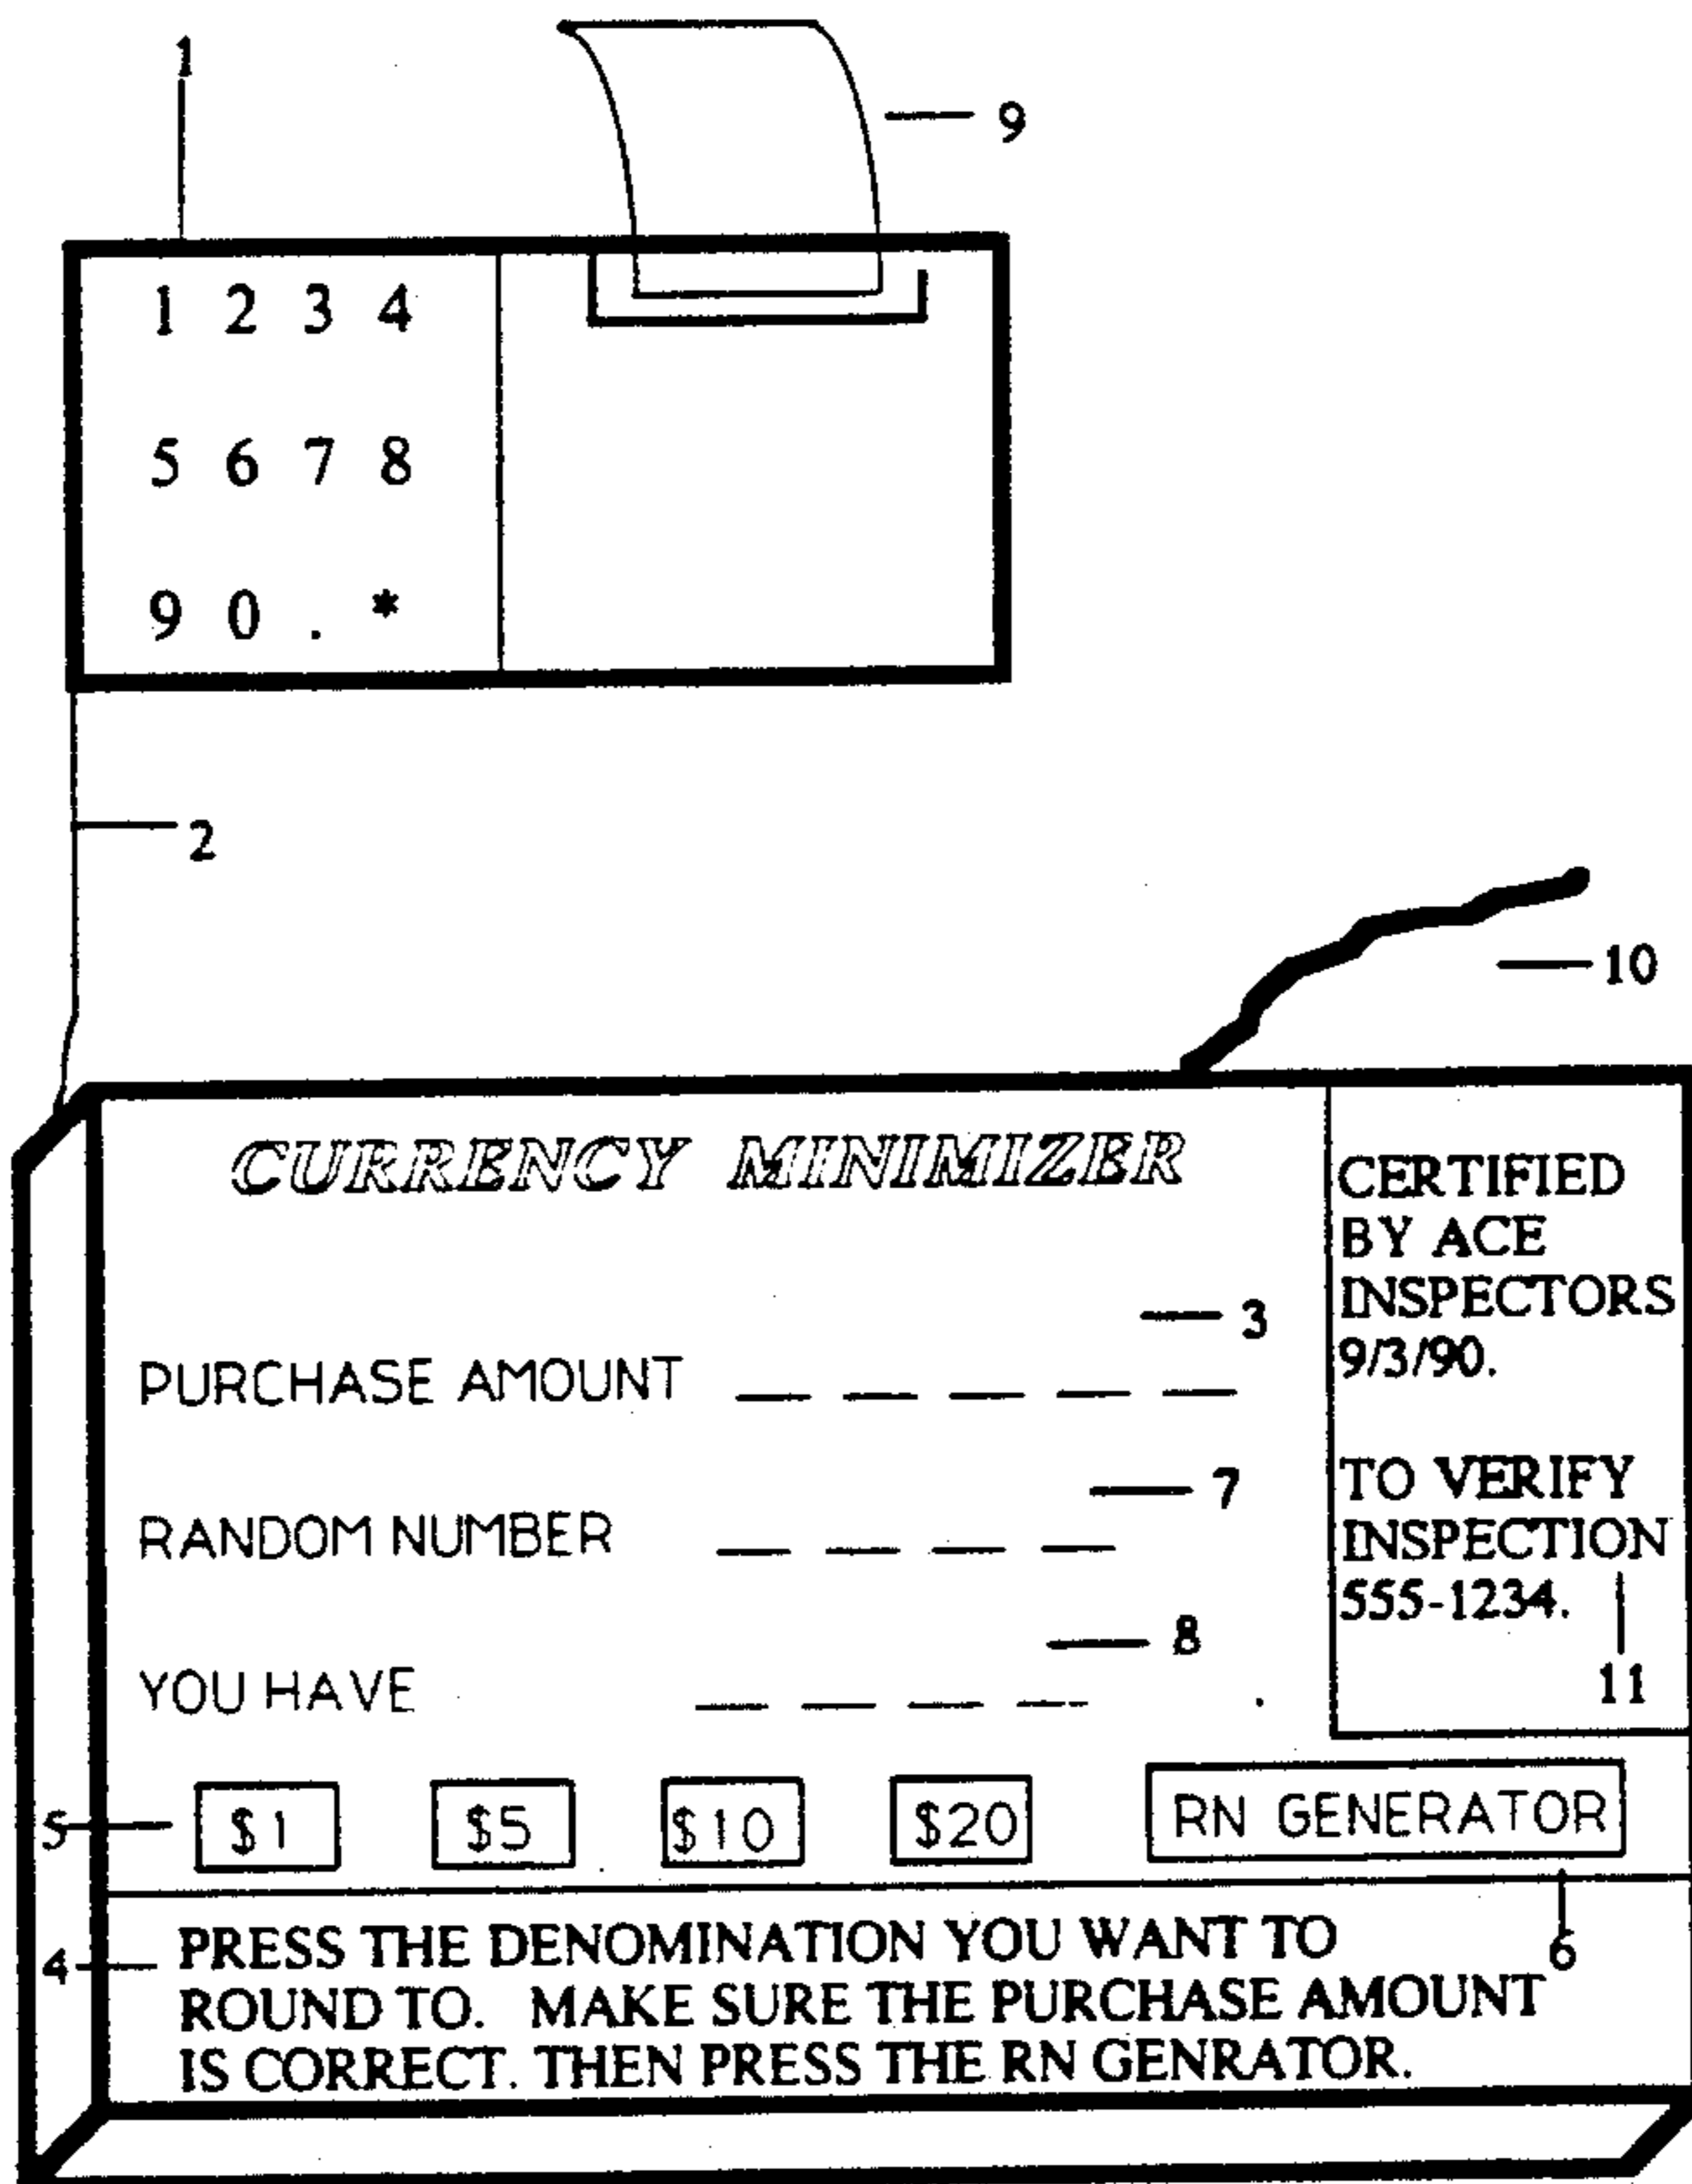 1
9
1 2 3 4
5 6 7 8
9 0 . *
2
10
CURRENCY MINIMIZER
3
PURCHASE AMOUNT
7
RANDOM NUMBER
8
YOU HAVE
CERTIFIED
BY ACE
INSPECTORS
9/3/90.
TO VERIFY
INSPECTION
555-1234.
11
5
$1 $5 $10 $20 RN GENERATOR
6
4
PRESS THE DENOMINATION YOU WANT TO
ROUND TO. MAKE SURE THE PURCHASE AMOUNT
IS CORRECT. THEN PRESS THE RN GENRATOR.